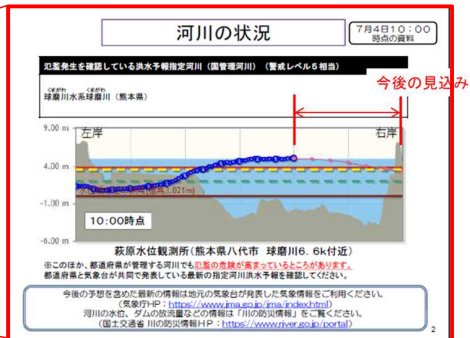 河川の状況
7月4日10:00
時点の資料
氾濫発生を確認している洪水予報指定河川(国管理河川)(警戒レベル5相当)
今後の見込み
くまがわ くまがわ
球磨川水系球磨川(熊本県)
9.00 m
左岸
右岸
4.00 m
-1.00 m
10:00時点
-6.00 m
萩原水位観測所(熊本県八代市 球磨川6.6k付近)
※このほか、都道府県が管理する河川でも氾濫の危険が高まっているところがあります。
都道府県と気象台が共同で発表している最新の指定河川洪水予報を確認してください。
今後の予想を含めた最新の情報は地元の気象台が発表した気象情報をご利用ください。
(気象庁HP:https://www.jma.go.jp/jma/index.html)
河川の水位、ダムの放流量などの情報は「川の防災情報」をご覧ください。
(国土交通省 川の防災情報HP:https://www.river.go.jp/portal)
2